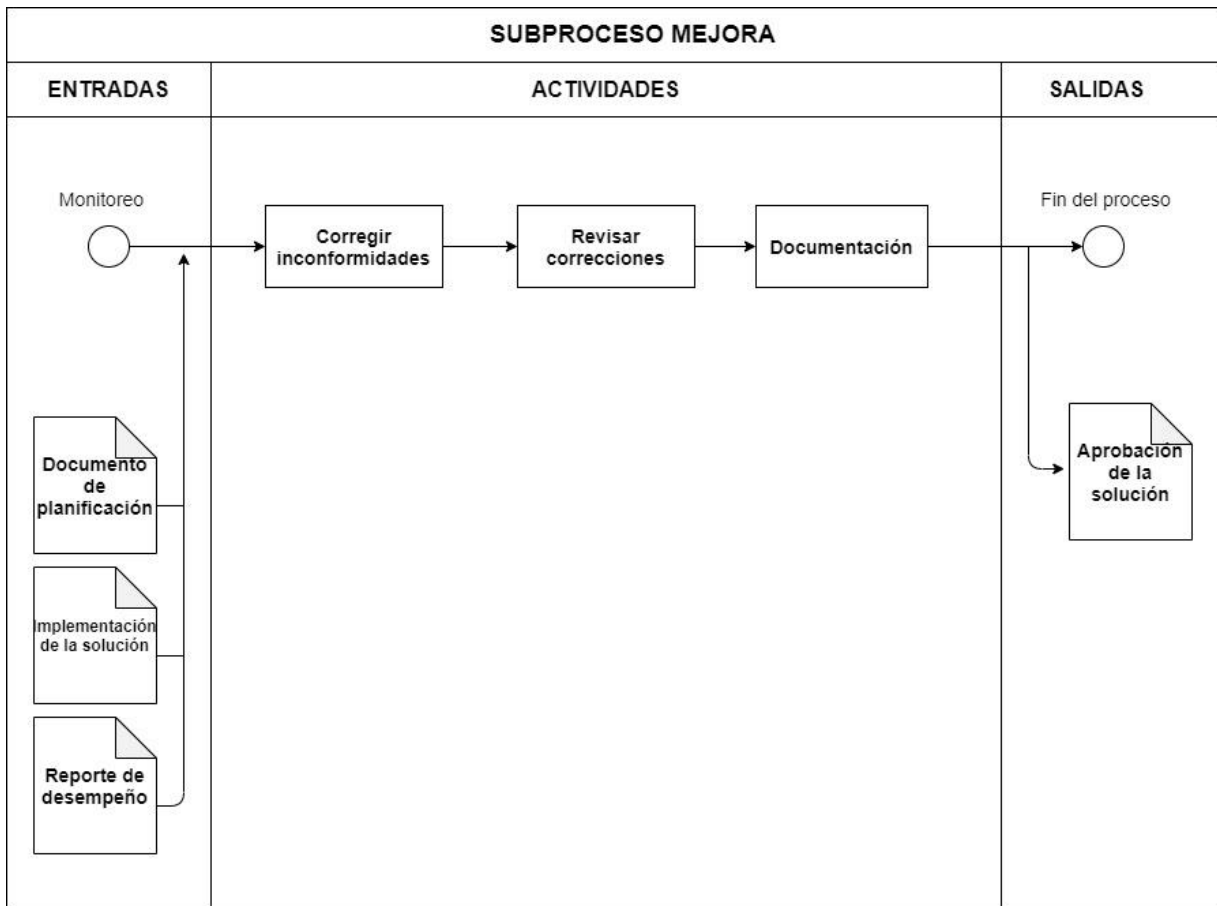 SUBPROCESO MEJORA
ENTRADAS
ACTIVIDADES
SALIDAS
Monitoreo
Corregir
inconformidades
Revisar
correcciones
Documentación
Fin del proceso
Documento
de
planificación
Implementación
de la solución
Reporte de
desempeño
Aprobación
de la
solución